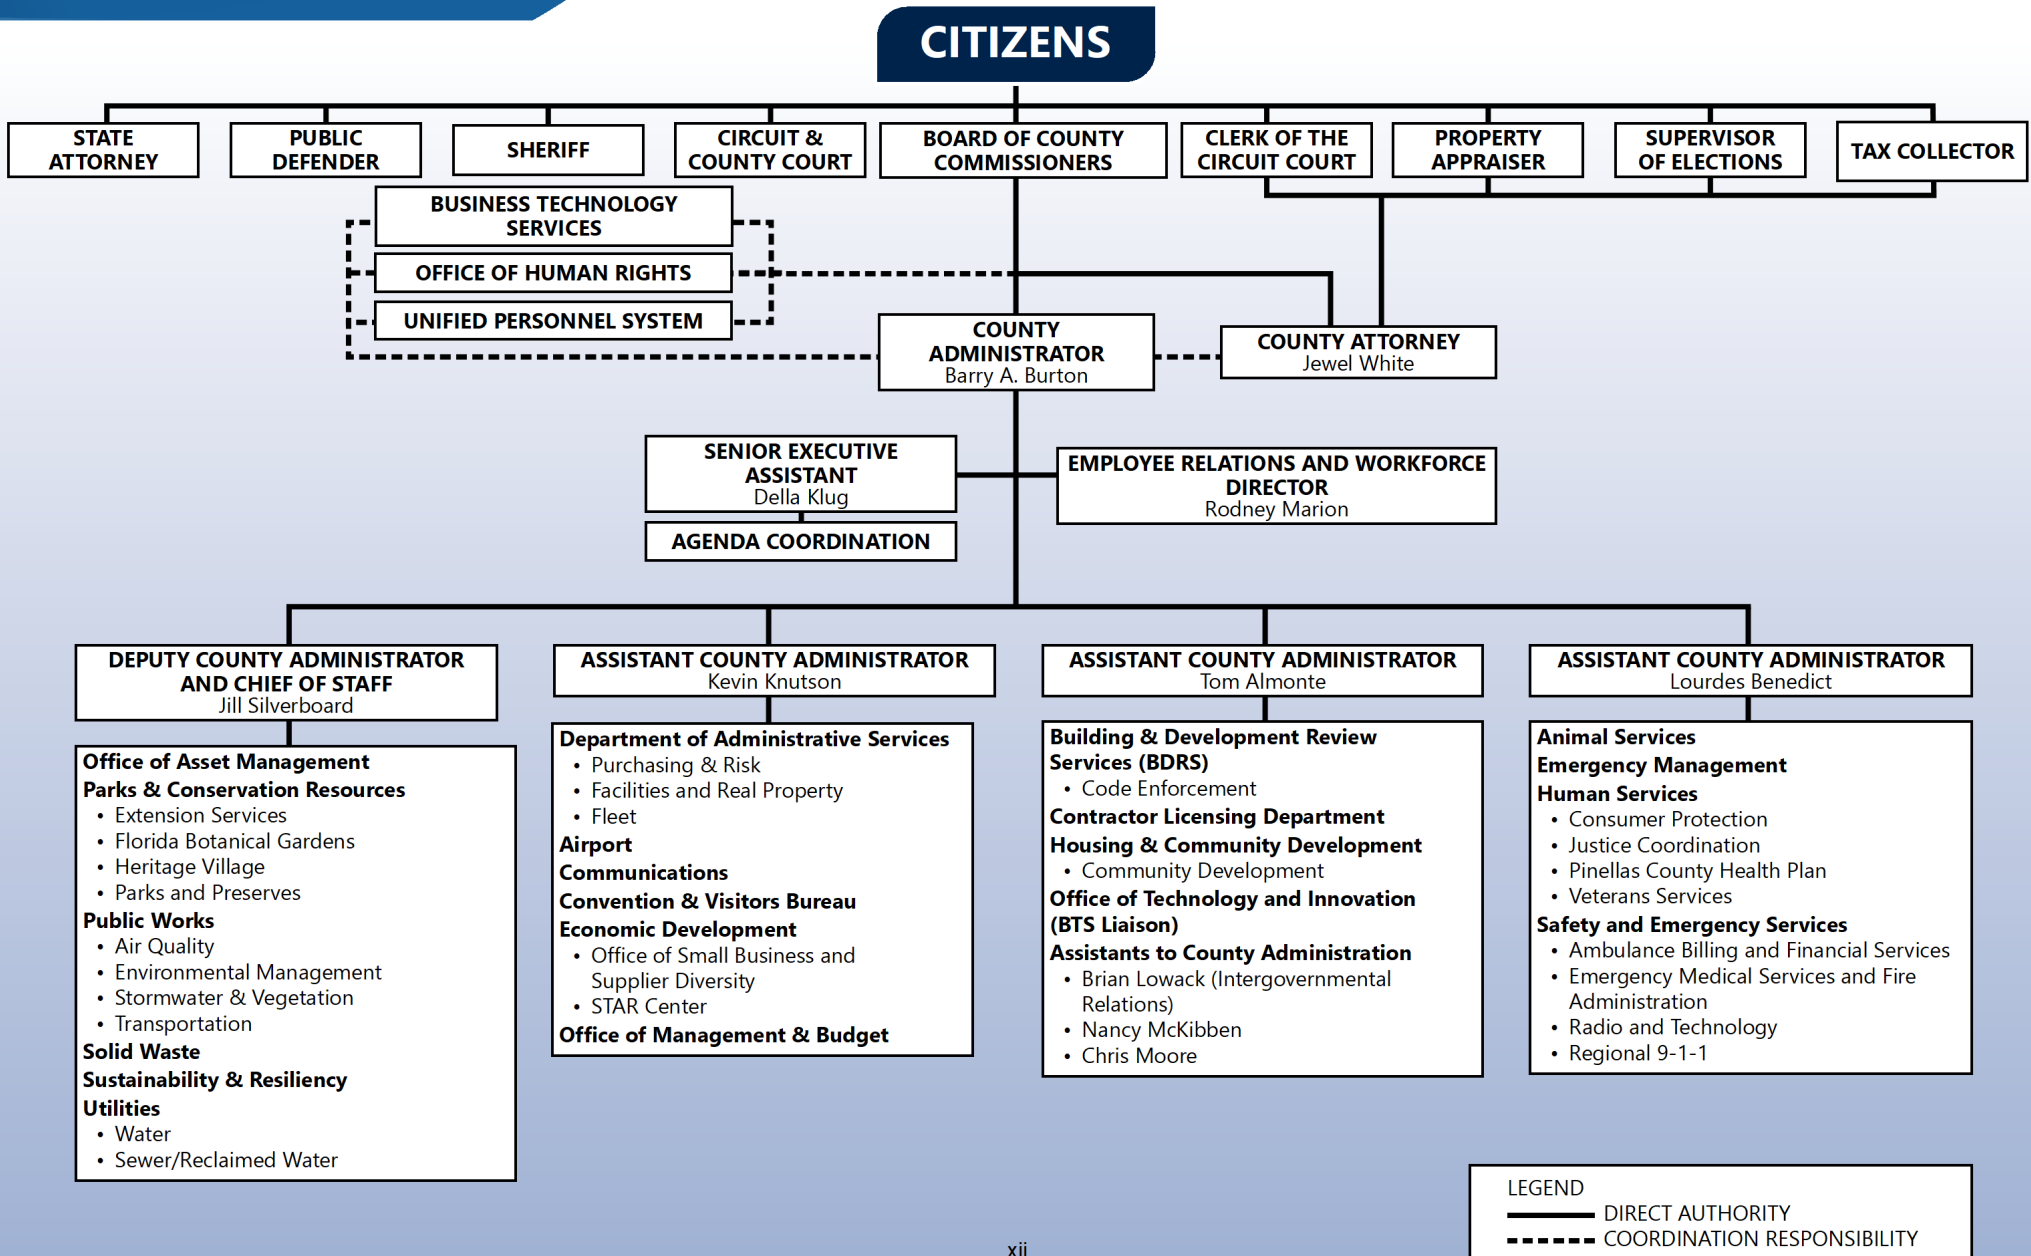 CITIZENS
STATE
ATTORNEY
PUBLIC
DEFENDER
SHERIFF
CIRCUIT &
COUNTY COURT
BOARD OF COUNTY
COMMISSIONERS
CLERK OF THE
CIRCUIT COURT
PROPERTY
APPRAISER
SUPERVISOR
OF ELECTIONS
TAX COLLECTOR
BUSINESS TECHNOLOGY
SERVICES
OFFICE OF HUMAN RIGHTS
UNIFIED PERSONNEL SYSTEM
COUNTY
ADMINISTRATOR
Barry A. Burton
COUNTY ATTORNEY
Jewel White
SENIOR EXECUTIVE
ASSISTANT
Della Klug
AGENDA COORDINATION
EMPLOYEE RELATIONS AND WORKFORCE
DIRECTOR
Rodney Marion
DEPUTY COUNTY ADMINISTRATOR
AND CHIEF OF STAFF
Jill Silverboard
Office of Asset Management
Parks & Conservation Resources
• Extension Services
• Florida Botanical Gardens
• Heritage Village
• Parks and Preserves
Public Works
• Air Quality
• Environmental Management
• Stormwater & Vegetation
• Transportation
Solid Waste
Sustainability & Resiliency
Utilities
• Water
• Sewer/Reclaimed Water
ASSISTANT COUNTY ADMINISTRATOR
Kevin Knutson
Department of Administrative Services
• Purchasing & Risk
• Facilities and Real Property
• Fleet
Airport
Communications
Convention & Visitors Bureau
Economic Development
• Office of Small Business and
Supplier Diversity
• STAR Center
Office of Management & Budget
ASSISTANT COUNTY ADMINISTRATOR
Tom Almonte
Building & Development Review
Services (BDRS)
• Code Enforcement
Contractor Licensing Department
Housing & Community Development
• Community Development
Office of Technology and Innovation
(BTS Liaison)
Assistants to County Administration
• Brian Lowack (Intergovernmental
Relations)
• Nancy McKibben
• Chris Moore
ASSISTANT COUNTY ADMINISTRATOR
Lourdes Benedict
Animal Services
Emergency Management
Human Services
• Consumer Protection
• Justice Coordination
• Pinellas County Health Plan
• Veterans Services
Safety and Emergency Services
• Ambulance Billing and Financial Services
• Emergency Medical Services and Fire
Administration
• Radio and Technology
• Regional 9-1-1
LEGEND
DIRECT AUTHORITY
COORDINATION RESPONSIBILITY
xii